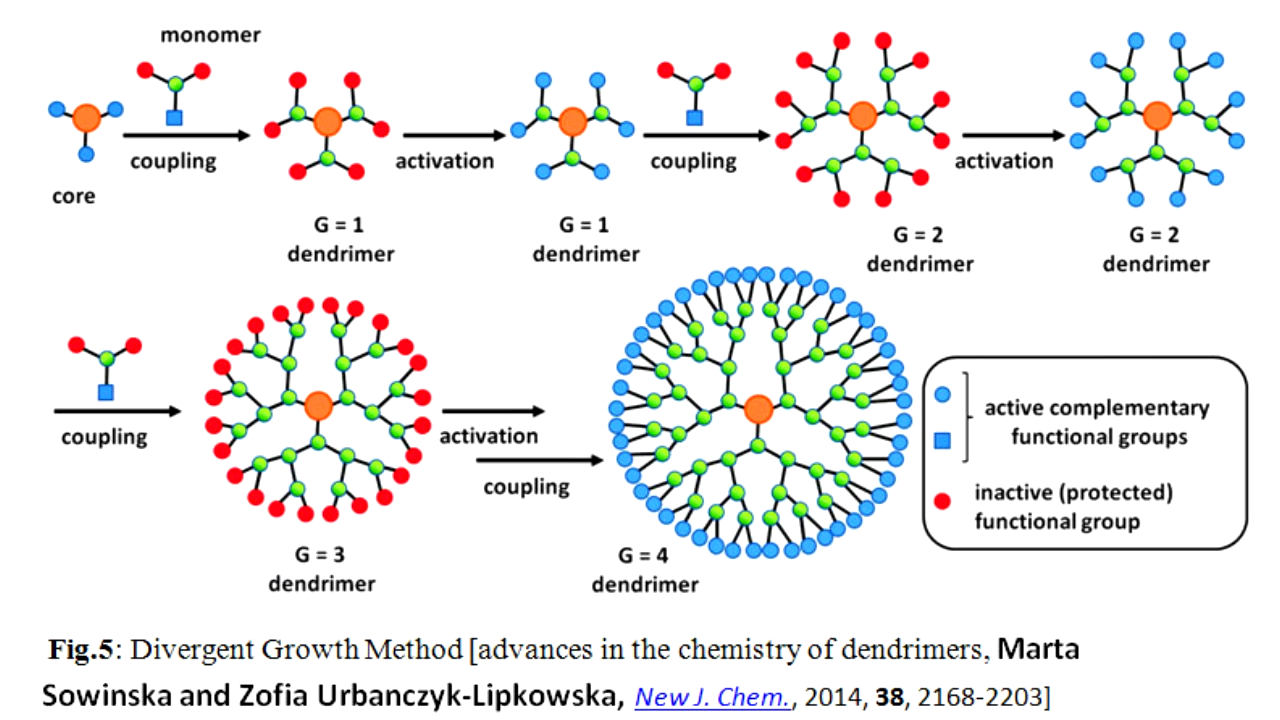 monomer
coupling
activation
coupling
activation
core
G = 1
dendrimer
G = 1
dendrimer
G = 2
dendrimer
G = 2
dendrimer
coupling
activation
coupling
G = 3
dendrimer
G = 4
dendrimer
active complementary
functional groups
inactive (protected)
functional group
Fig.5: Divergent Growth Method [advances in the chemistry of dendrimers, Marta
Sowinska and Zofia Urbanczyk-Lipkowska, New J. Chem., 2014, 38, 2168-2203]